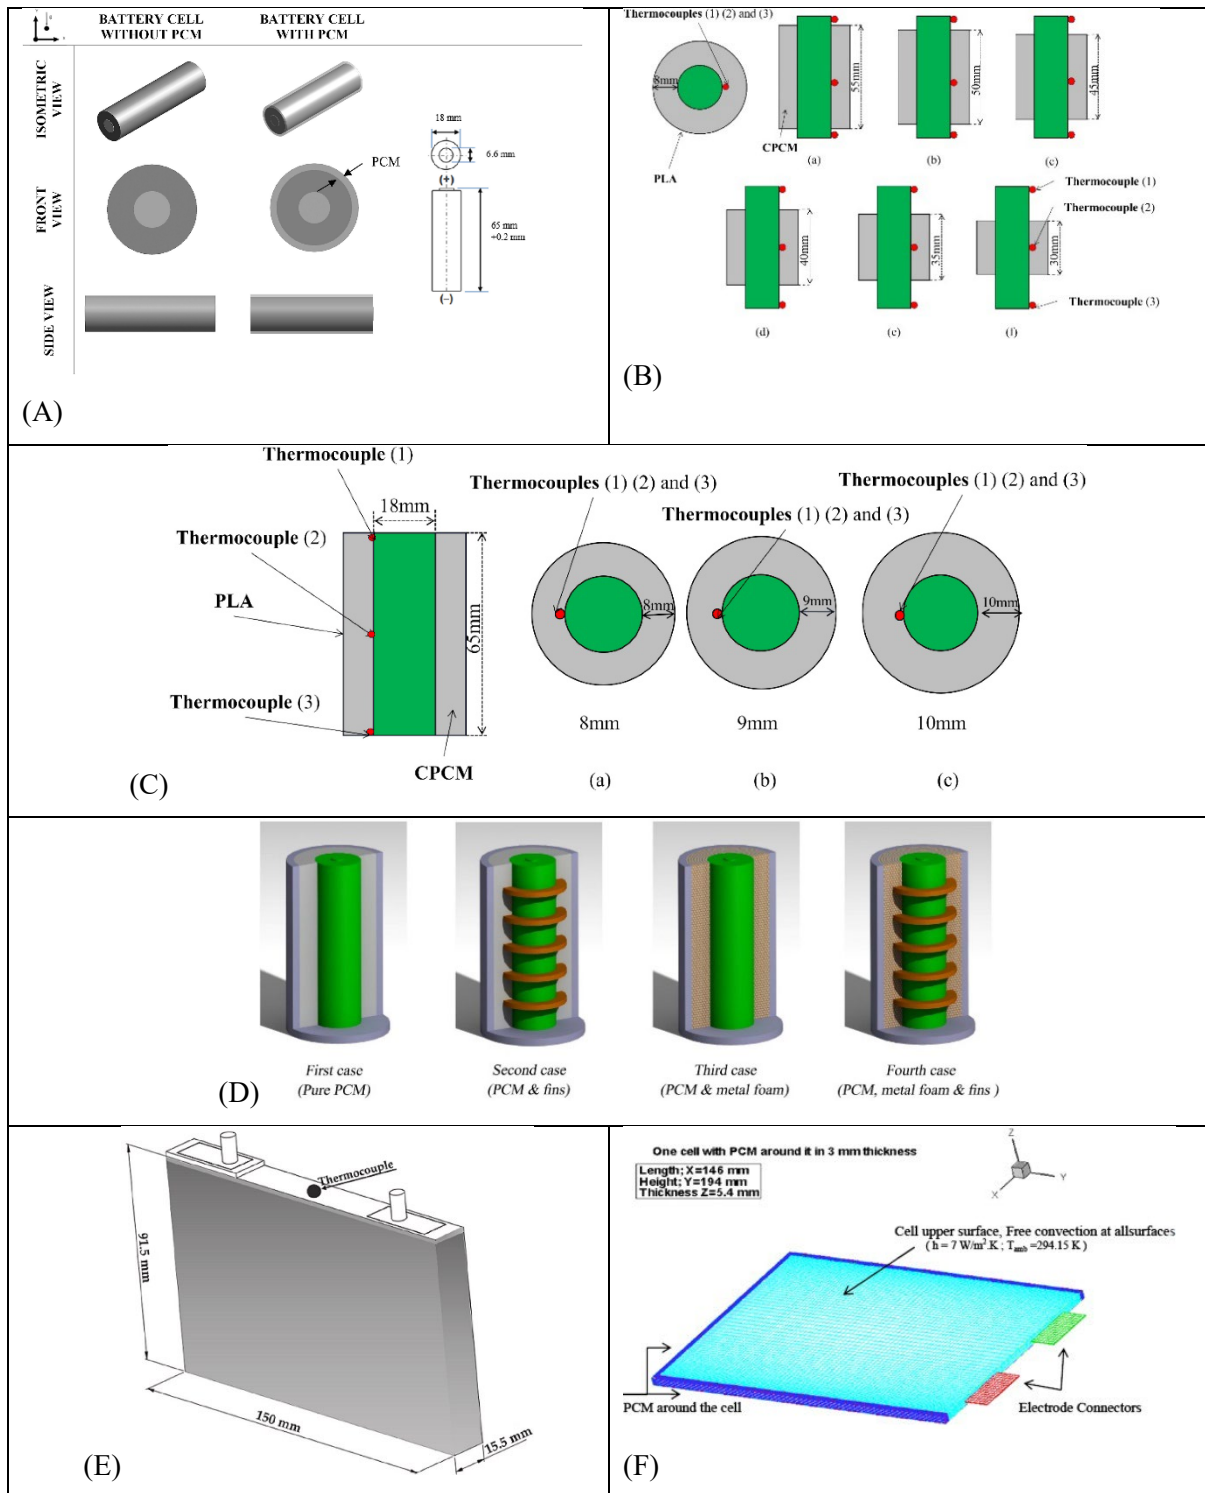 BATTERY CELL
WITHOUT PCM
BATTERY CELL
WITH PCM
ISOMETRIC
VIEW
FRONT
VIEW
SIDE VIEW
PCM
18 mm
6.6 mm
(+)
65 mm
+0.2 mm
(−)
(A)
Thermocouples (1) (2) and (3)
8mm
PLA
CPCM
55mm
(a)
50mm
(b)
45mm
(c)
40mm
(d)
35mm
(e)
30mm
(f)
Thermocouple (1)
Thermocouple (2)
Thermocouple (3)
(B)
Thermocouple (1)
18mm
Thermocouple (2)
PLA
65mm
Thermocouple (3)
CPCM
Thermocouples (1) (2) and (3)
8mm
8mm
(a)
Thermocouples (1) (2) and (3)
9mm
9mm
(b)
Thermocouples (1) (2) and (3)
10mm
10mm
(c)
(C)
First case
(Pure PCM)
Second case
(PCM & fins)
Third case
(PCM & metal foam)
Fourth case
(PCM, metal foam & fins )
(D)
Thermocouple
91.5 mm
150 mm
15.5 mm
(E)
One cell with PCM around it in 3 mm thickness
Length; X=146 mm
Height; Y=194 mm
Thickness Z=5.4 mm
Z
Y
X
Cell upper surface, Free convection at allsurfaces
( h = 7 W/m².K ; Tamb =294.15 K )
PCM around the cell
Electrode Connectors
(F)